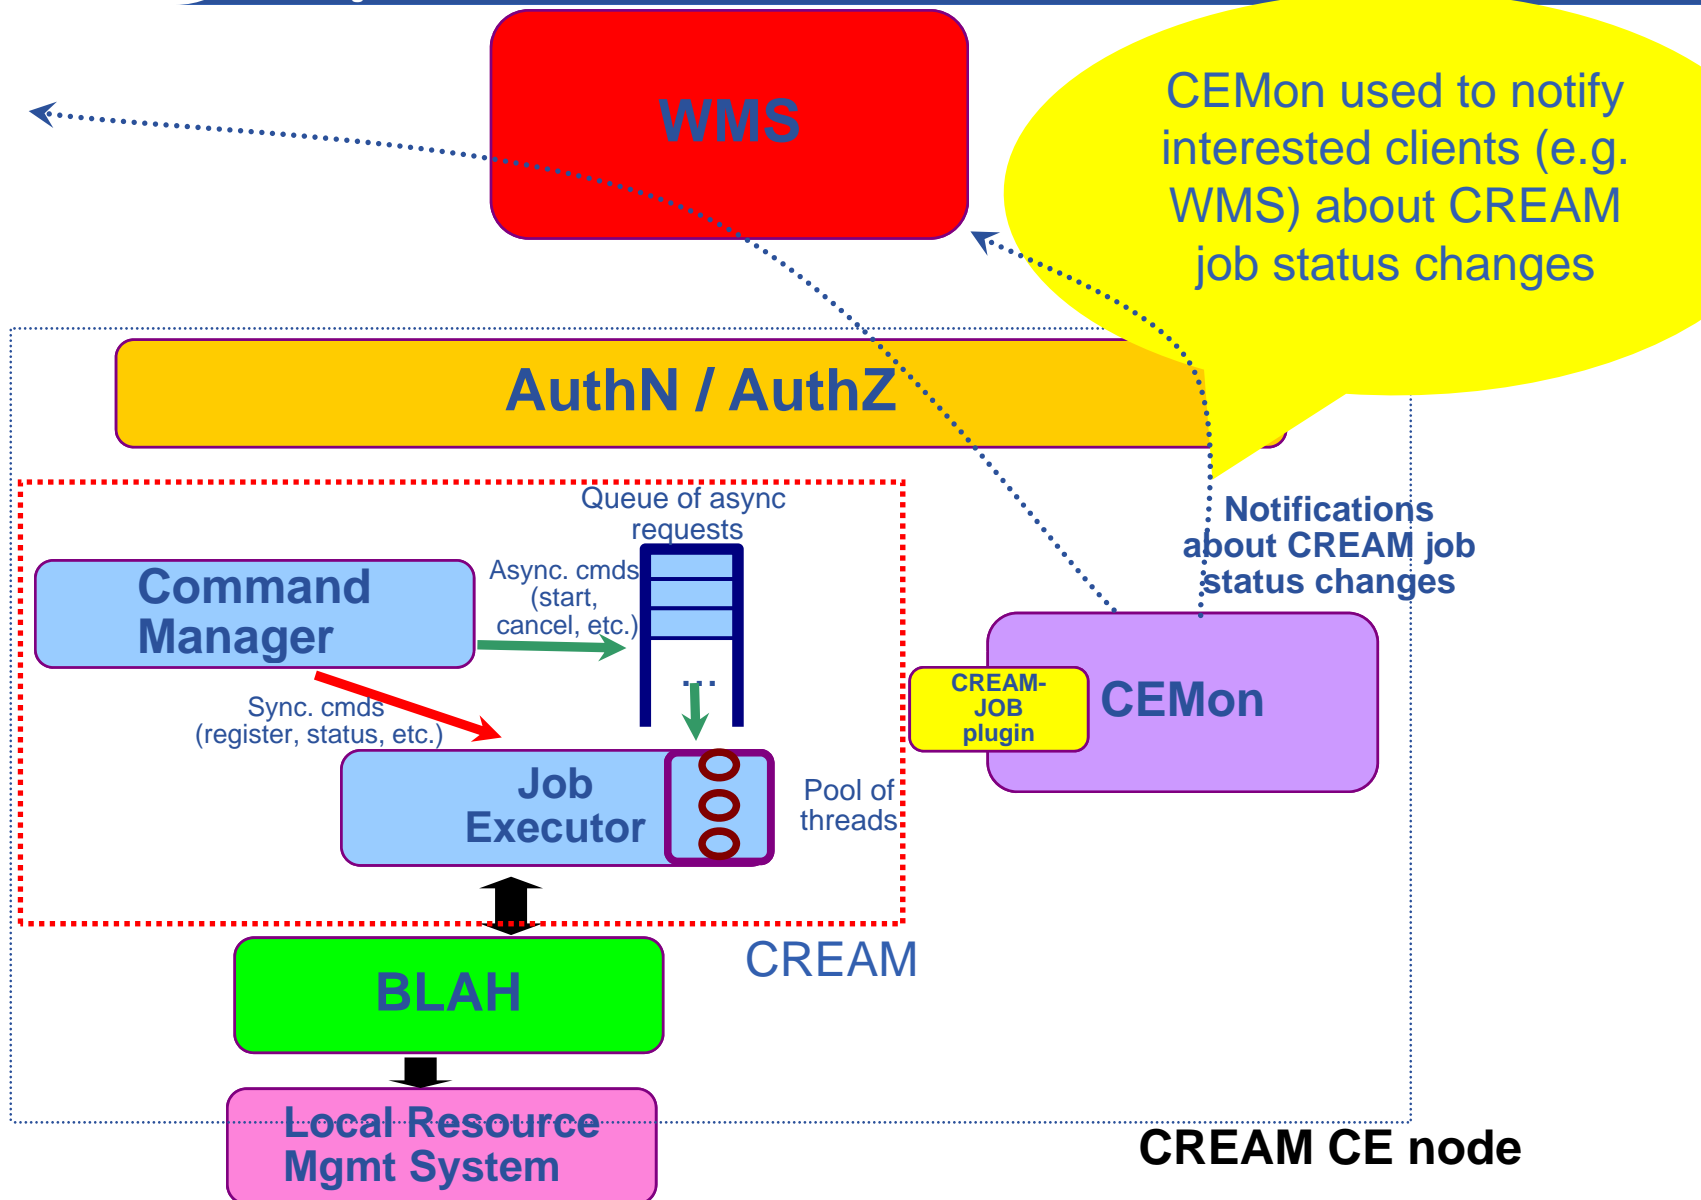 WMS
CEMon used to notify
interested clients (e.g.
WMS) about CREAM
job status changes
AuthN / AuthZ
Queue of async
requests
Notifications
about CREAM job
status changes
Command
Manager
Async. cmds
(start,
cancel, etc.)
...
CREAM-
JOB
plugin
CEMon
Sync. cmds
(register, status, etc.)
Job
Executor
Pool of
threads
CREAM
BLAH
Local Resource
Mgmt System
CREAM CE node